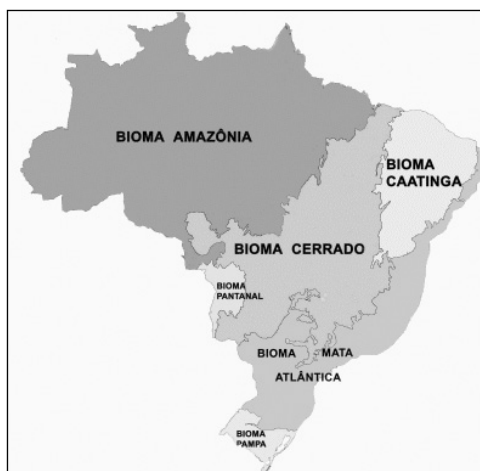 BIOMA AMAZÔNIA
BIOMA
CAATINGA
BIOMA CERRADO
BIOMA
PANTANAL
BIOMA MATA
ATLÂNTICA
BIOMA
PAMPA